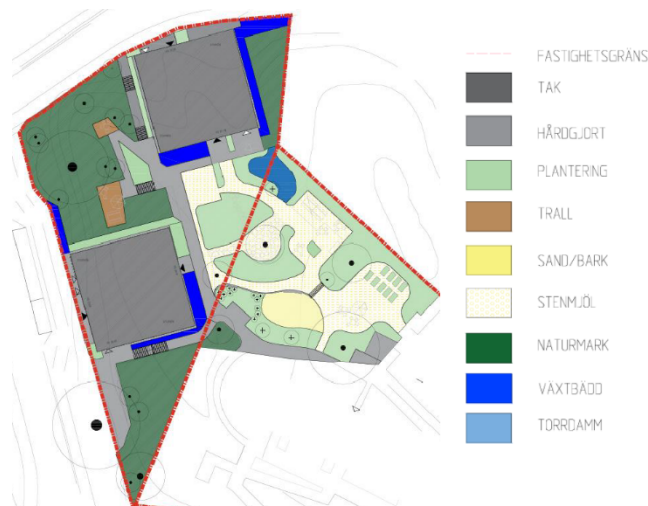 FASTIGHETSGRÄNS
TAK
HÅRDGJORT
PLANTERING
TRALL
SAND/BARK
STENMJÖL
NATURMARK
VÄXTBÄDD
TORRDAMM